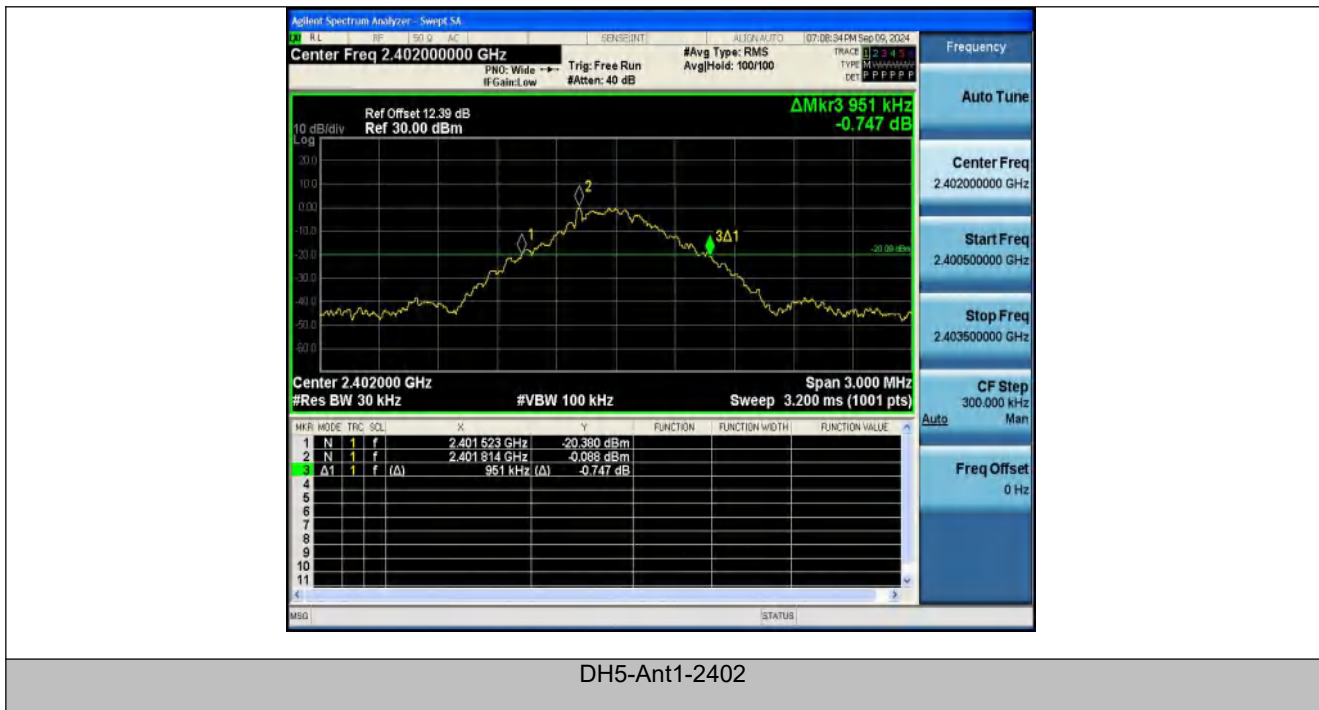 Agilent Spectrum Analyzer - Swept SA
RL RF 50 Ω AC SENSE:INT ALIGN AUTO 07:08:34 PM Sep 09, 2024
Center Freq 2.402000000 GHz
PNO: Wide
IFGain:Low
Trig: Free Run
#Atten: 40 dB
#Avg Type: RMS
Avg|Hold: 100/100
TRACE 1 2 3 4 5 6
TYPE M
DET P P P P P P
Ref Offset 12.39 dB
10 dB/div Ref 30.00 dBm
Log
ΔMkr3 951 kHz
-0.747 dB
20.0
10.0
0.00
-10.0
-20.0
-30.0
-40.0
-50.0
-60.0
1
2
3Δ1
-20.09 dBm
Center 2.402000 GHz
Span 3.000 MHz
#Res BW 30 kHz
#VBW 100 kHz
Sweep 3.200 ms (1001 pts)
MKR MODE TRC SCL X Y FUNCTION FUNCTION WIDTH FUNCTION VALUE
1 N 1 f 2.401 523 GHz -20.380 dBm
2 N 1 f 2.401 814 GHz -0.088 dBm
3 Δ1 1 f (Δ) 951 kHz (Δ) -0.747 dB
4
5
6
7
8
9
10
11
MSG STATUS
Frequency
Auto Tune
Center Freq
2.402000000 GHz
Start Freq
2.400500000 GHz
Stop Freq
2.403500000 GHz
CF Step
300.000 kHz
Auto Man
Freq Offset
0 Hz
DH5-Ant1-2402